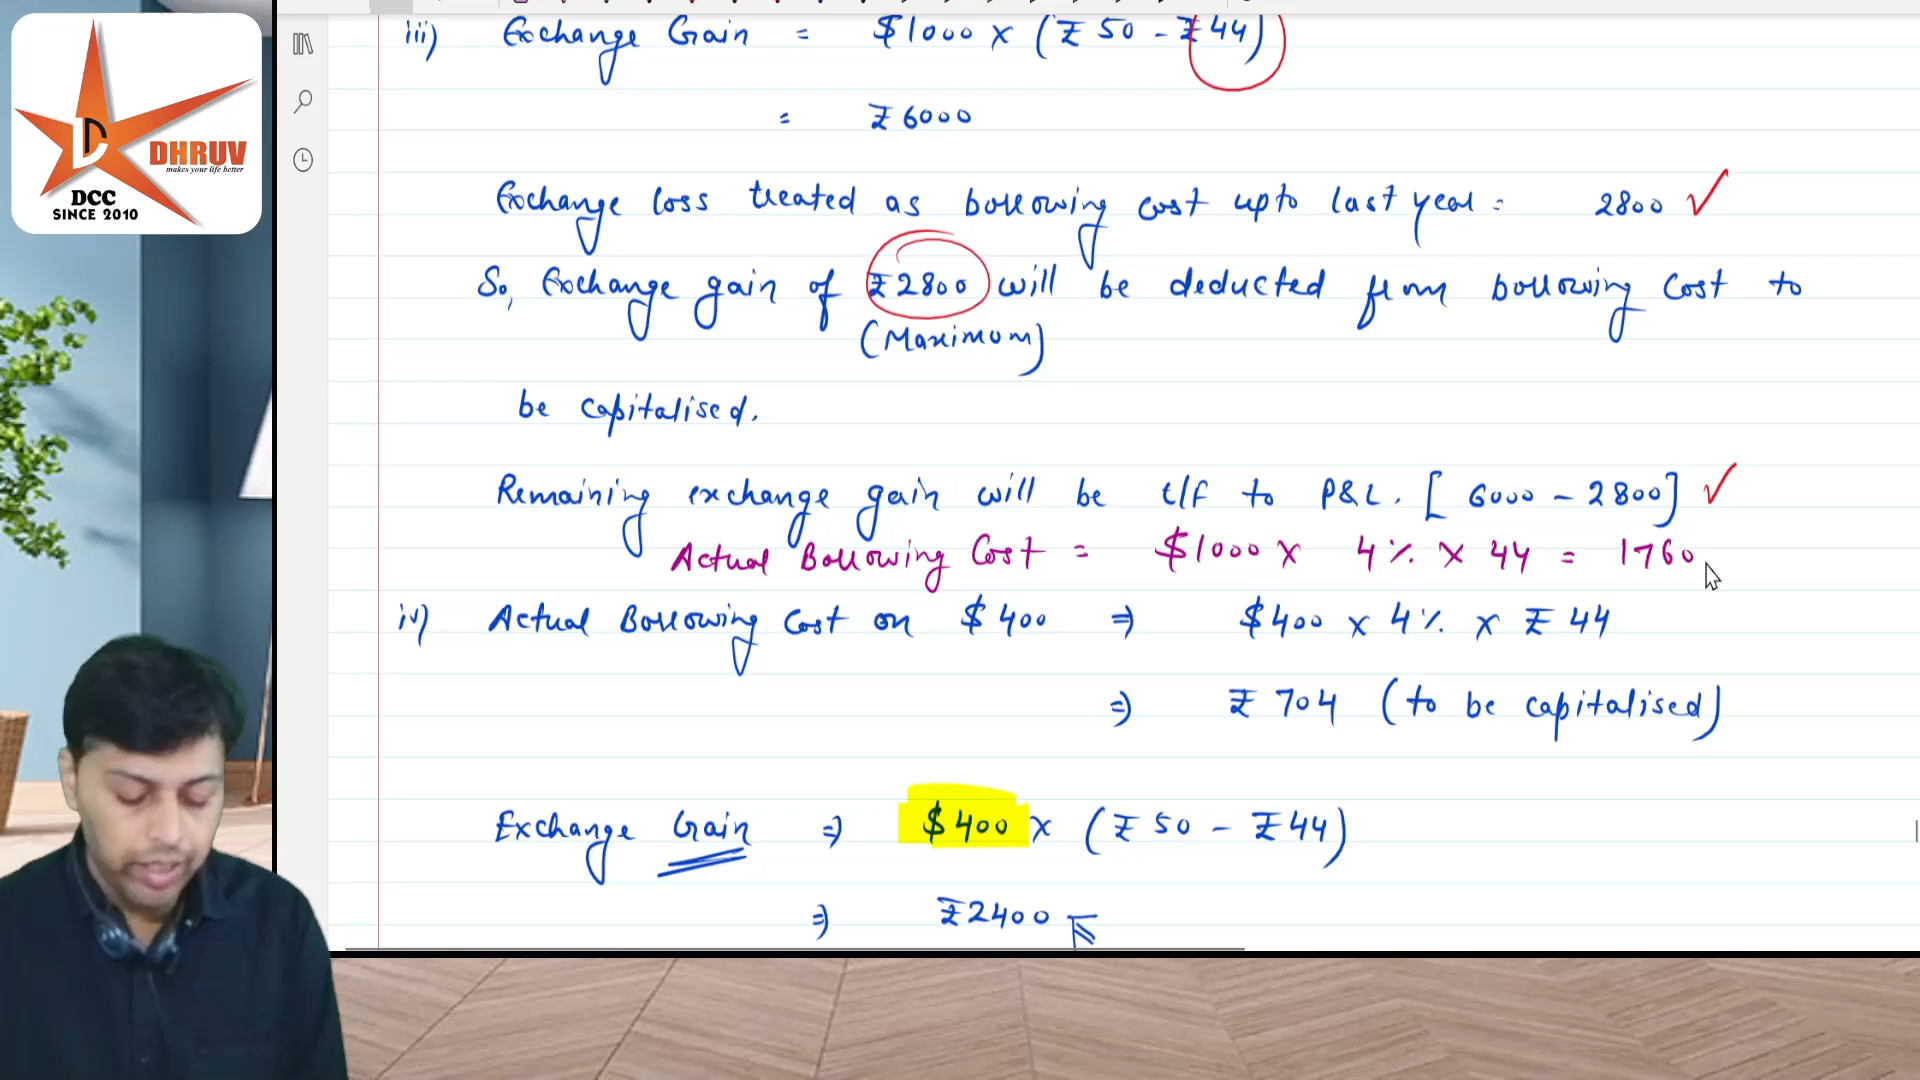 DHRUV
makes your life better
DC
DCC
SINCE 2010
iii) Exchange Gain = $1000 x (₹50 - ₹44)
= ₹6000
Exchange loss treated as borrowing cost upto last year = 2800 ✓
So, Exchange gain of ₹2800 will be deducted from borrowing cost to
(Maximum)
be capitalised.
Remaining exchange gain will be t/f to P&L. [6000 - 2800] ✓
Actual Borrowing Cost = $1000 x 4% x 44 = 1760
iv) Actual Borrowing Cost on $400 ⇒ $400 x 4% x ₹44
⇒ ₹704 (to be capitalised)
Exchange Gain ⇒ $400 x (₹50 - ₹44)
⇒ ₹2400